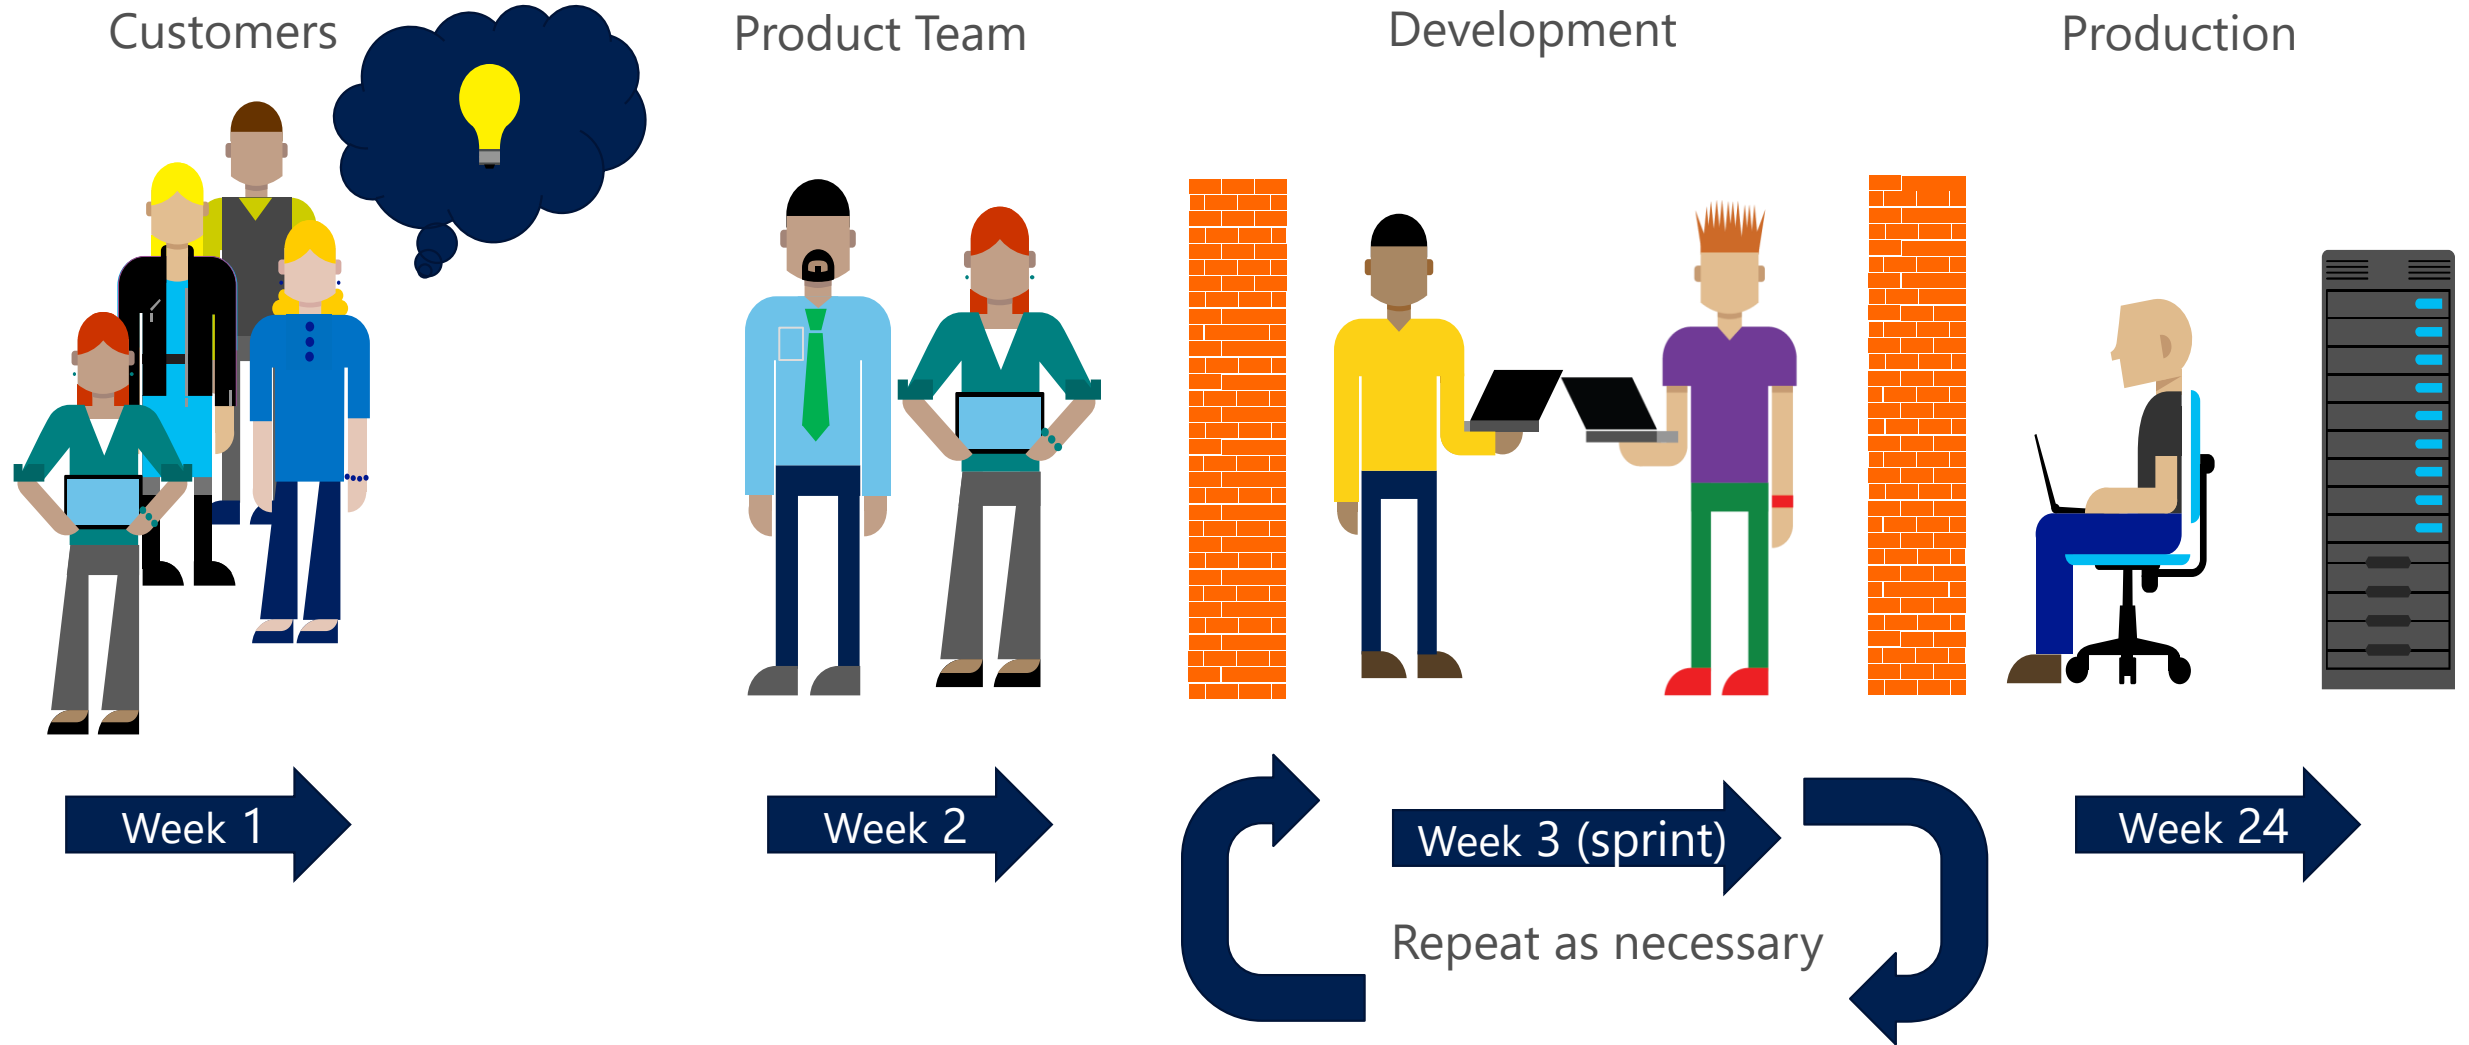 Customers
Product Team
Development
Production
Week 1
Week 2
Week 3 (sprint)
Week 24
Repeat as necessary